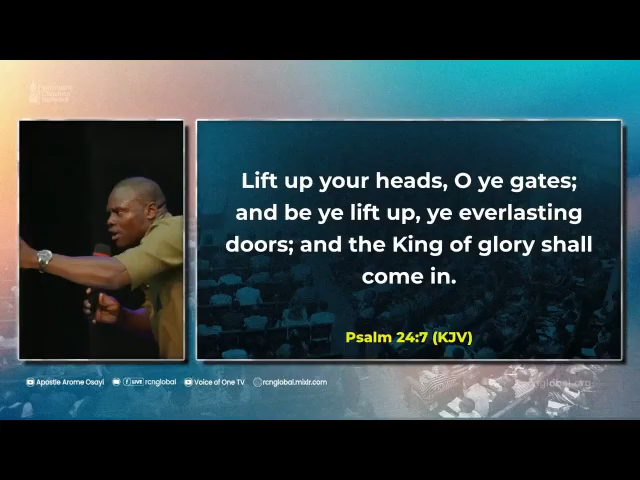 Lift up your heads, O ye gates;
and be ye lift up, ye everlasting
doors; and the King of glory shall
come in.
Psalm 24:7 (KJV)
Apostle Arome Osayi
LIVE rcnglobal
Voice of One TV
rcnglobal.mixlr.com